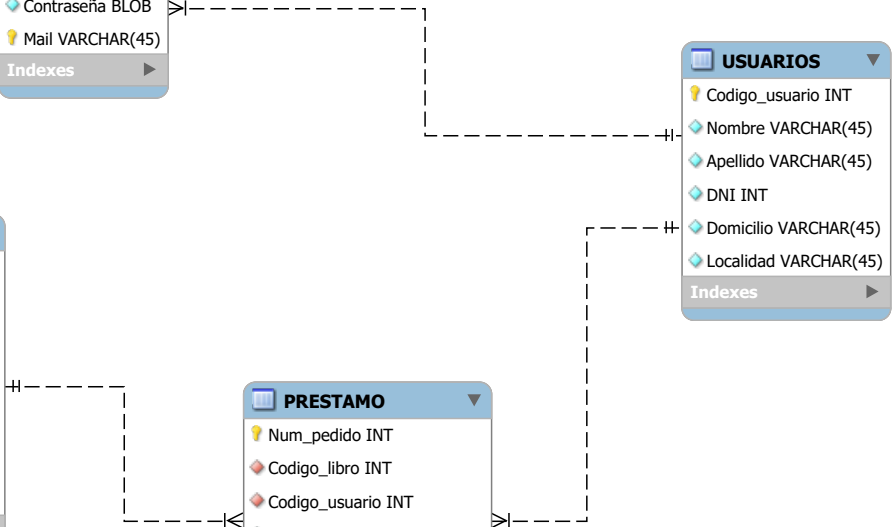 Contraseña BLOB
Mail VARCHAR(45)
Indexes
USUARIOS
Codigo_usuario INT
Nombre VARCHAR(45)
Apellido VARCHAR(45)
DNI INT
Domicilio VARCHAR(45)
Localidad VARCHAR(45)
Indexes
PRESTAMO
Num_pedido INT
Codigo_libro INT
Codigo_usuario INT